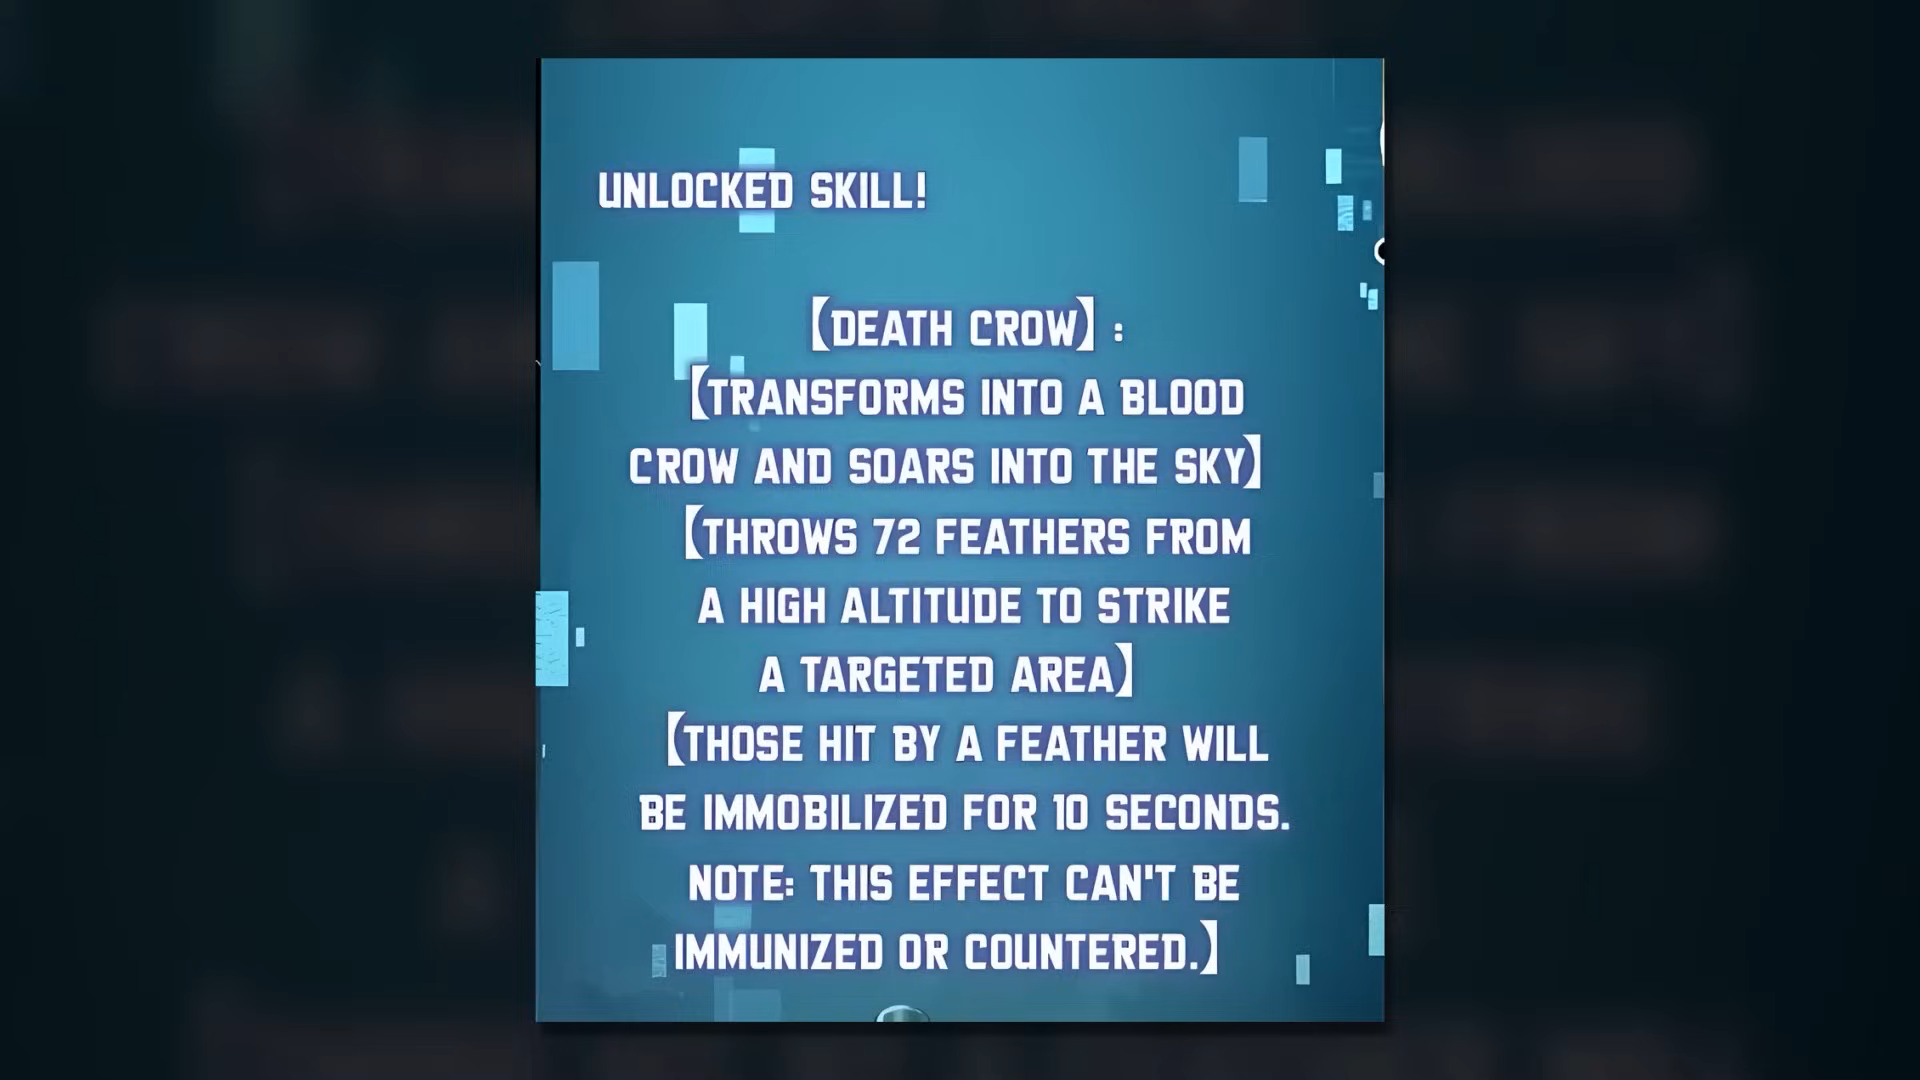 UNLOCKED SKILL!
【DEATH CROW】 :
【TRANSFORMS INTO A BLOOD
CROW AND SOARS INTO THE SKY】
【THROWS 72 FEATHERS FROM
A HIGH ALTITUDE TO STRIKE
A TARGETED AREA】
【THOSE HIT BY A FEATHER WILL
BE IMMOBILIZED FOR 10 SECONDS.
NOTE: THIS EFFECT CAN'T BE
IMMUNIZED OR COUNTERED.】